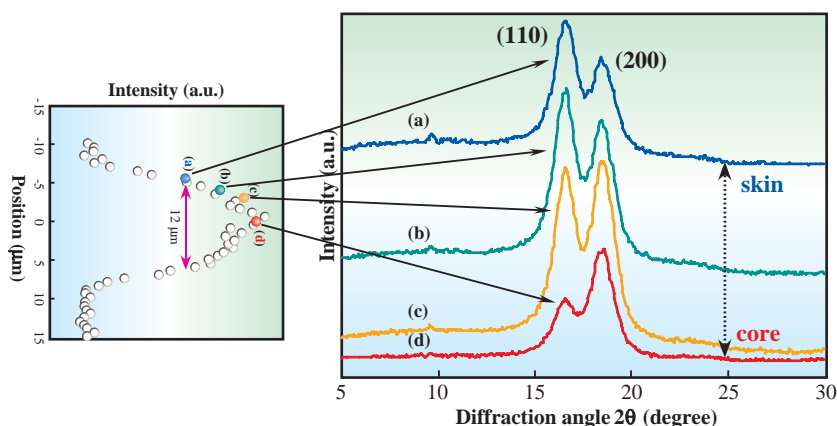 Intensity (a.u.)
-15
-10
-5
0
5
10
15
Position (μm)
(a)
(b)
(c)
(d)
12 μm
(110)
(200)
(a)
(b)
(c)
(d)
skin
core
Intensity (a.u.)
5 10 15 20 25 30
Diffraction angle 2θ (degree)